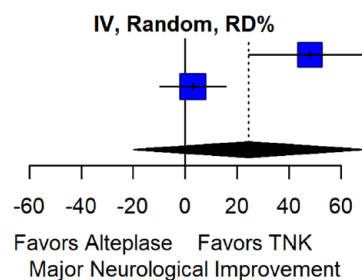 IV, Random, RD%
-60 -40 -20 0 20 40 60
Favors Alteplase Favors TNK
Major Neurological Improvement